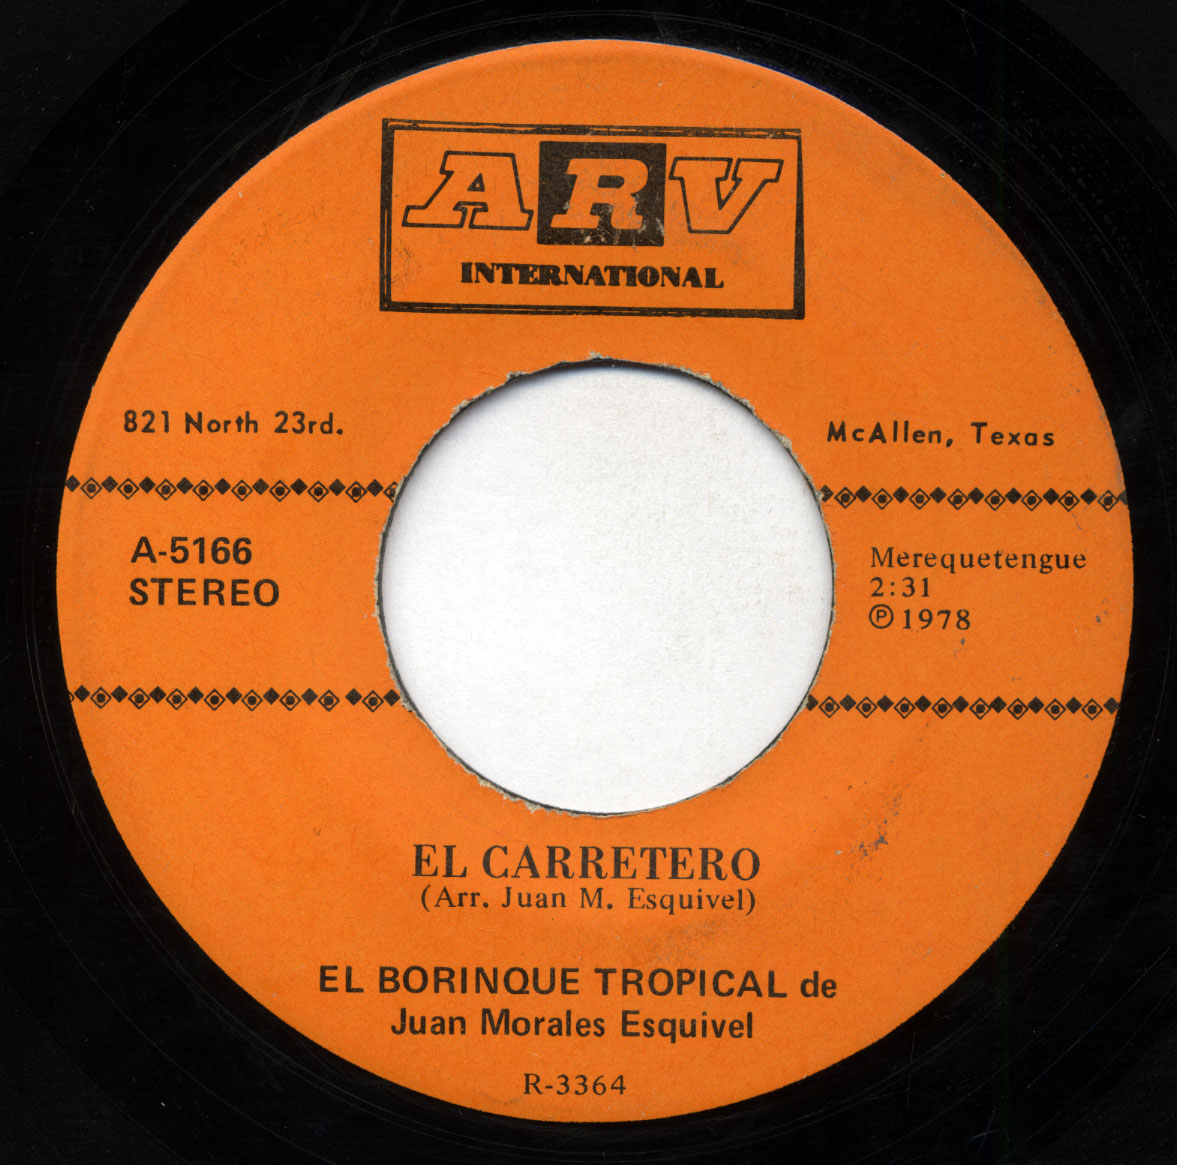 ARV
INTERNATIONAL
821 North 23rd.
McAllen, Texas
A-5166
STEREO
Merequetengue
2:31
℗ 1978
EL CARRETERO
(Arr. Juan M. Esquivel)
EL BORINQUE TROPICAL de
Juan Morales Esquivel
R-3364